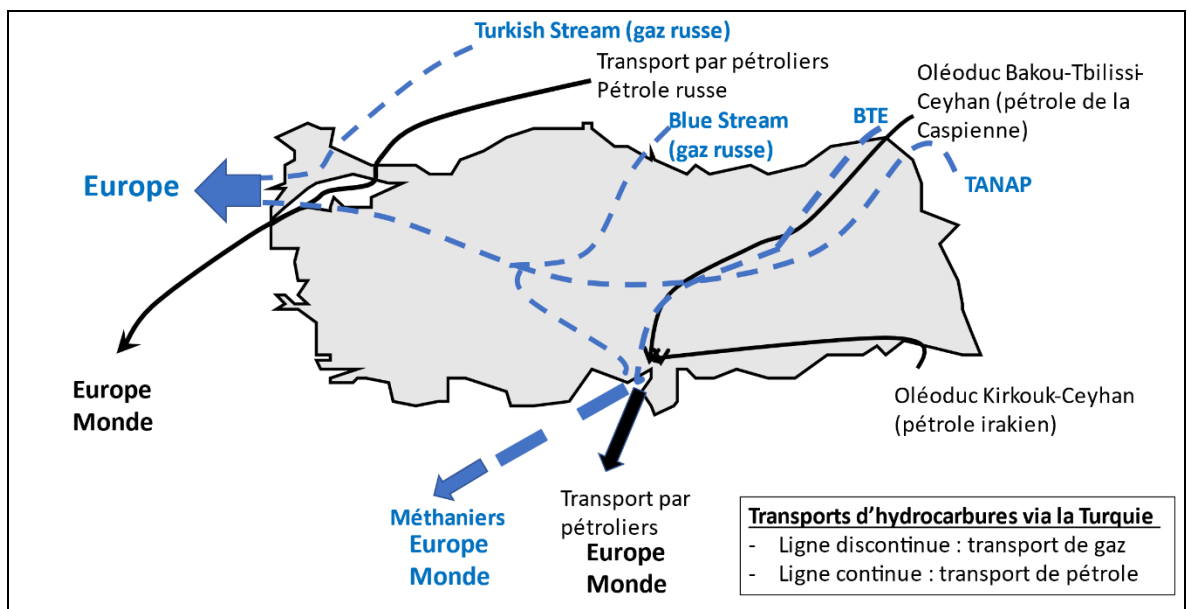 Turkish Stream (gaz russe)
Transport par pétroliers
Pétrole russe
Oléoduc Bakou-Tbilissi-
Ceyhan (pétrole de la
Caspienne)
BTE
Blue Stream
(gaz russe)
TANAP
Europe
Europe
Monde
Oléoduc Kirkouk-Ceyhan
(pétrole irakien)
Méthaniers
Europe
Monde
Transport par
pétroliers
Europe
Monde
Transports d’hydrocarbures via la Turquie
- Ligne discontinue : transport de gaz
- Ligne continue : transport de pétrole